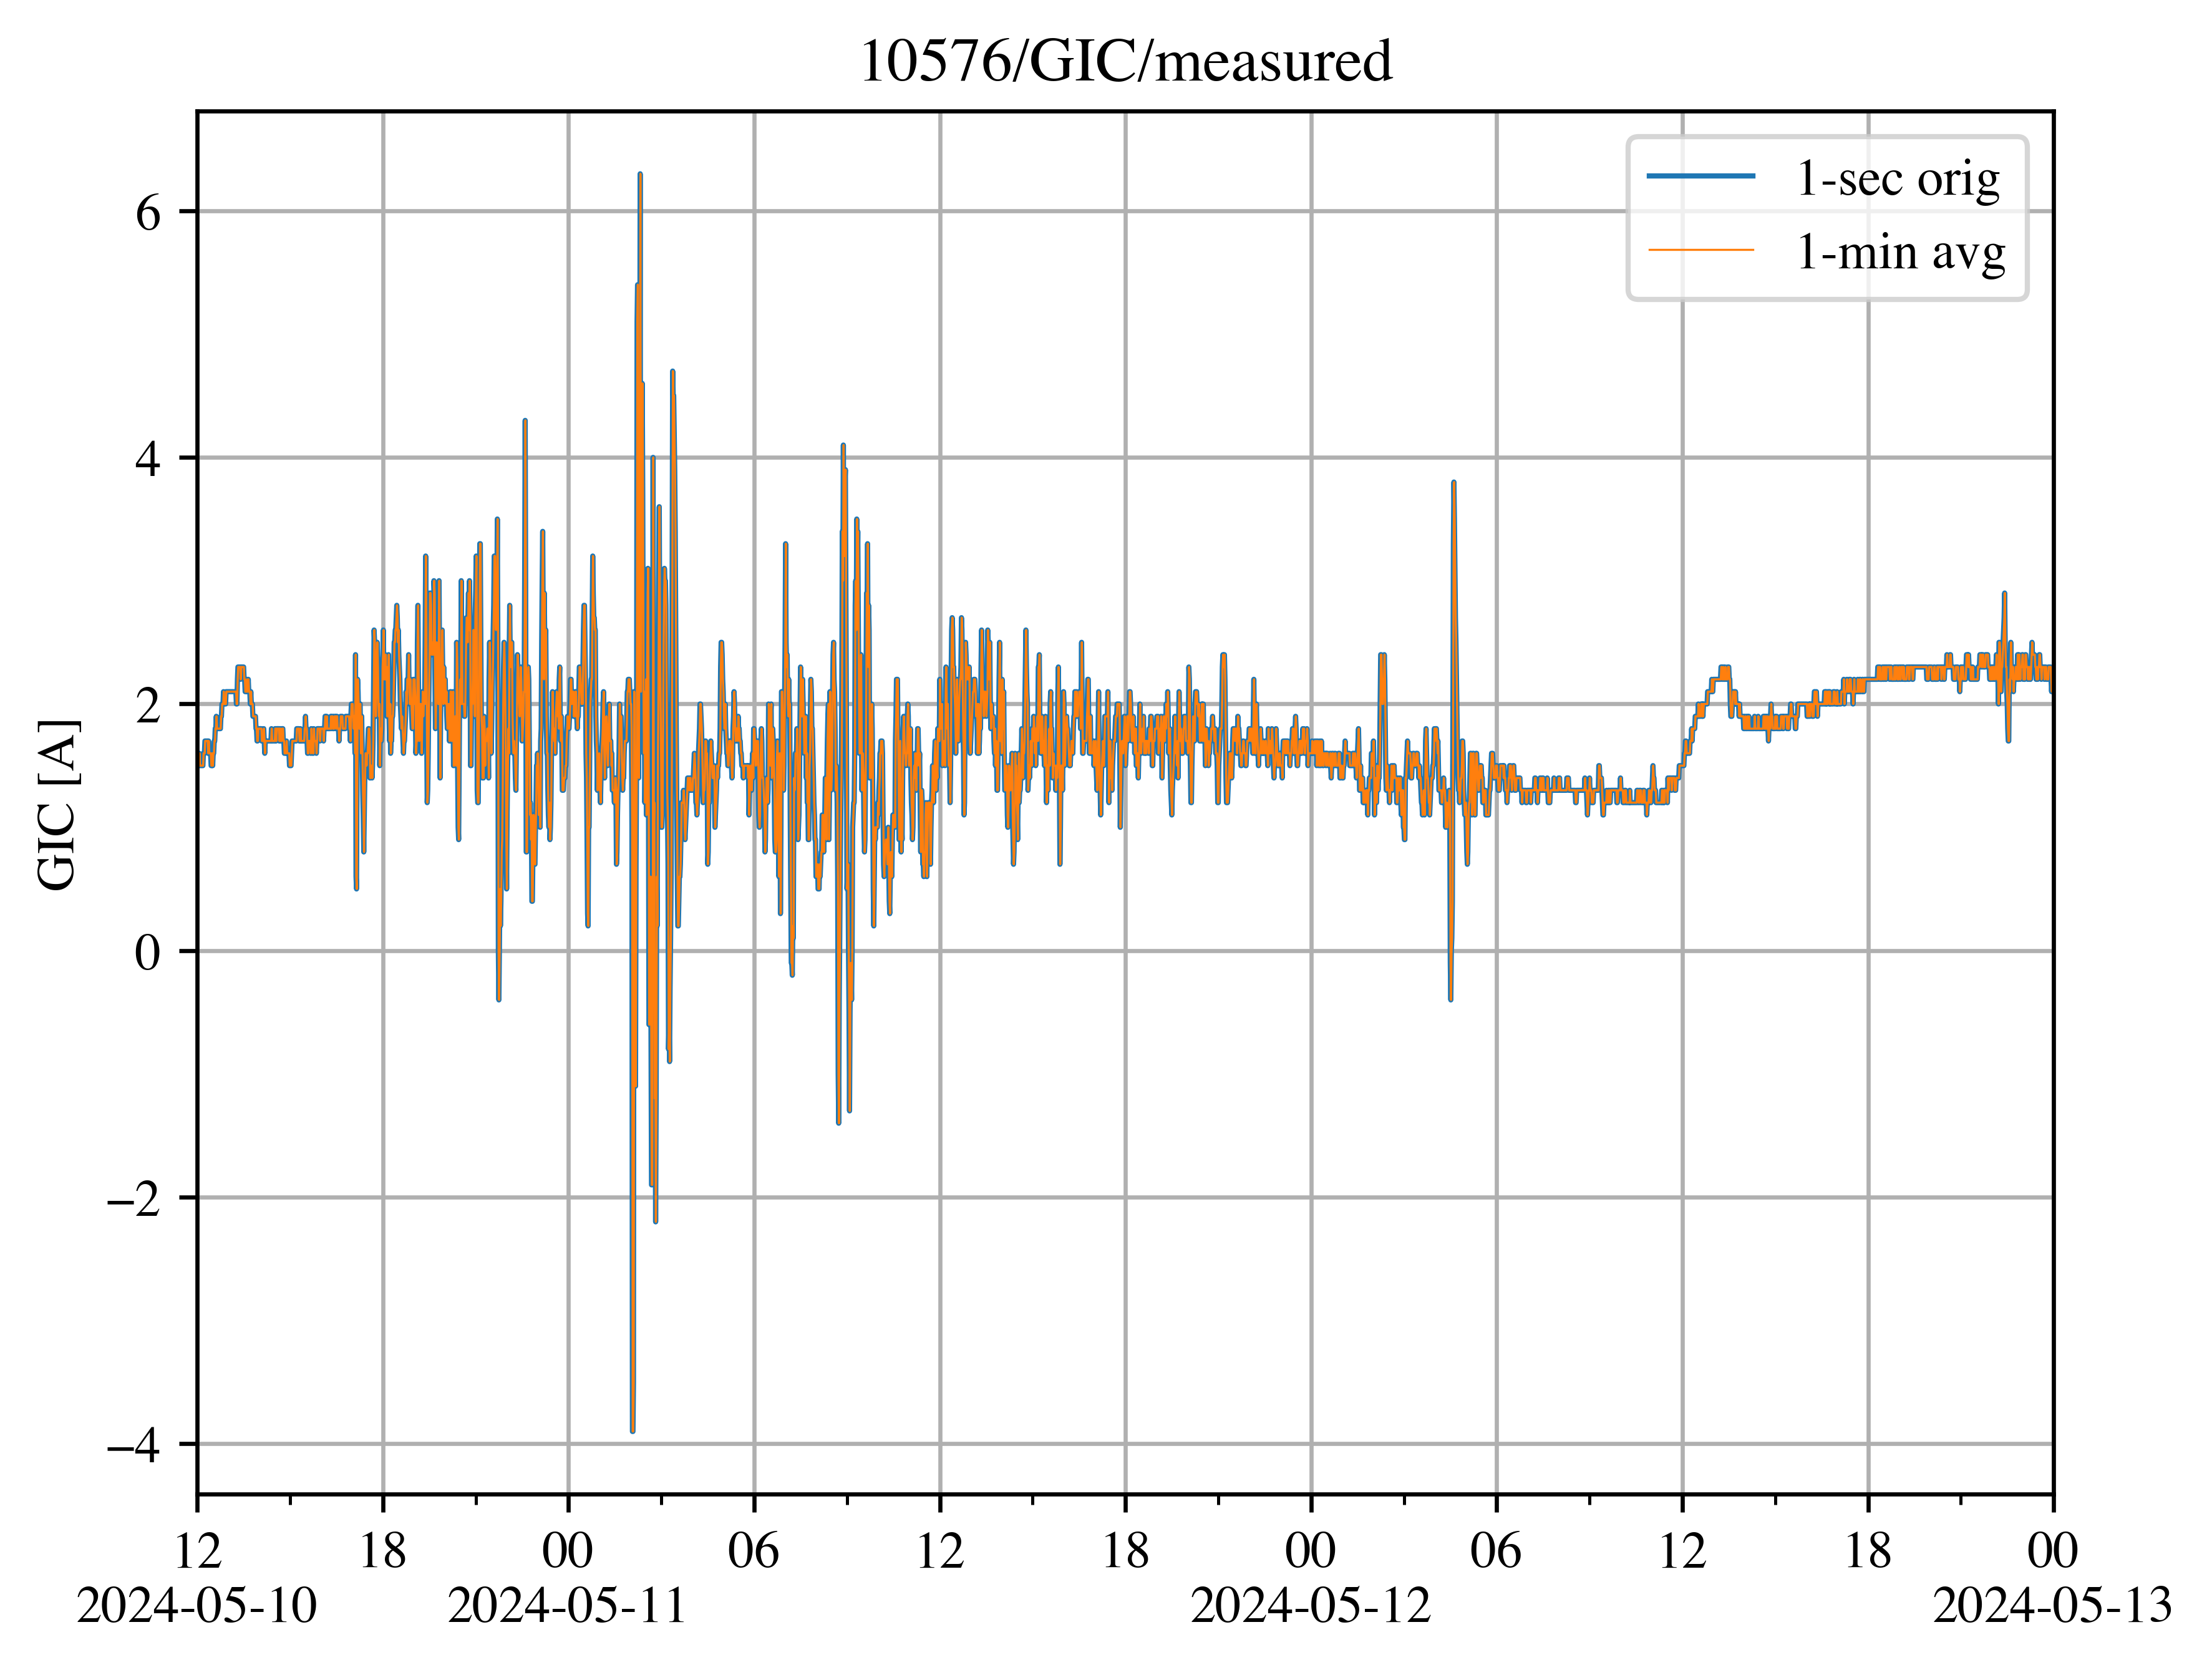 10576/GIC/measured
1-sec orig
1-min avg
GIC [A]
6
4
2
0
−2
−4
12 18 00 06 12 18 00 06 12 18 00
2024-05-10 2024-05-11 2024-05-12 2024-05-13